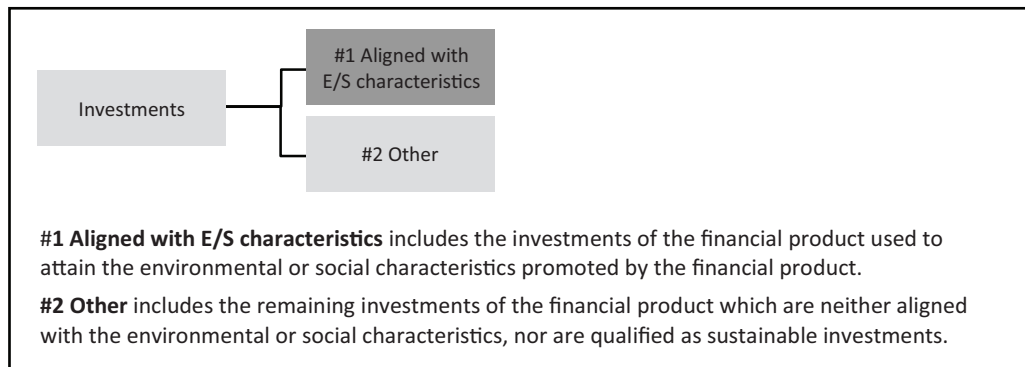 #1 Aligned with
E/S characteristics
Investments
#2 Other
#1 Aligned with E/S characteristics includes the investments of the financial product used to
attain the environmental or social characteristics promoted by the financial product.
#2 Other includes the remaining investments of the financial product which are neither aligned
with the environmental or social characteristics, nor are qualified as sustainable investments.